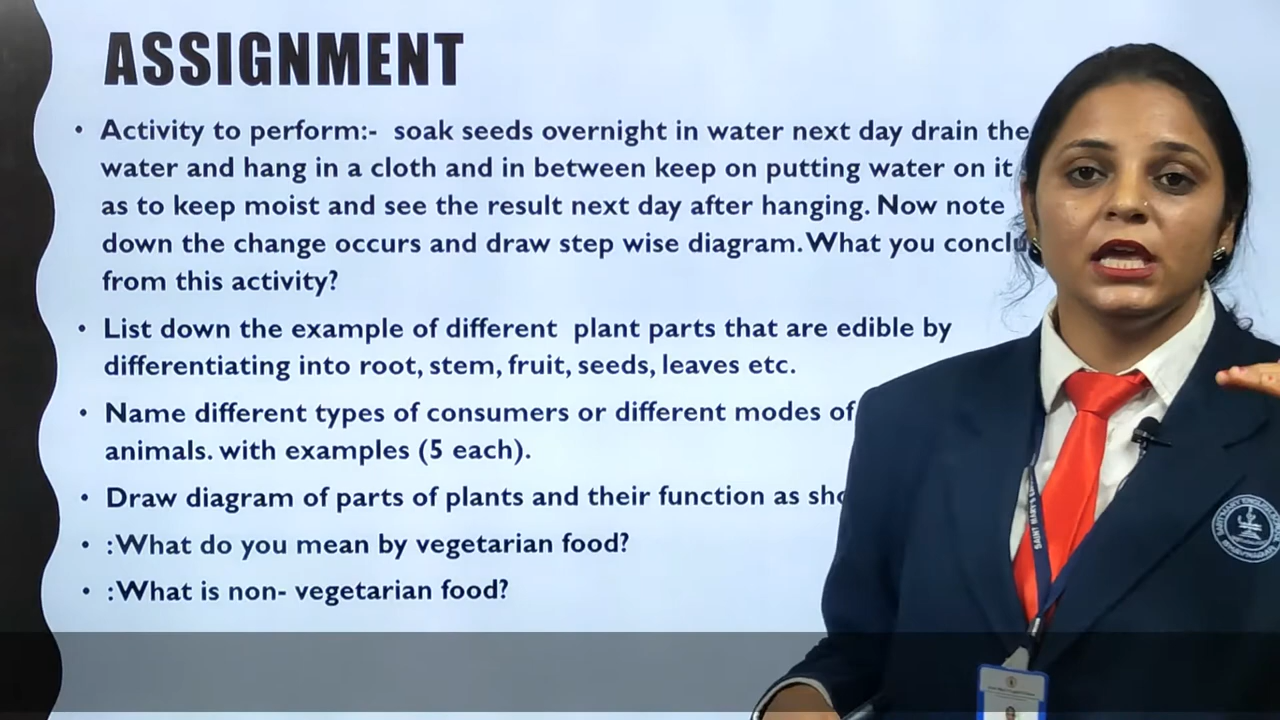 ASSIGNMENT
• Activity to perform:- soak seeds overnight in water next day drain the
water and hang in a cloth and in between keep on putting water on it
as to keep moist and see the result next day after hanging. Now note
down the change occurs and draw step wise diagram. What you
from this activity?
• List down the example of different plant parts that are edible by
differentiating into root, stem, fruit, seeds, leaves etc.
• Name different types of consumers or different modes of
animals. with examples (5 each).
• Draw diagram of parts of plants and their function as
• :What do you mean by vegetarian food?
• :What is non- vegetarian food?
SAINT MARY'S